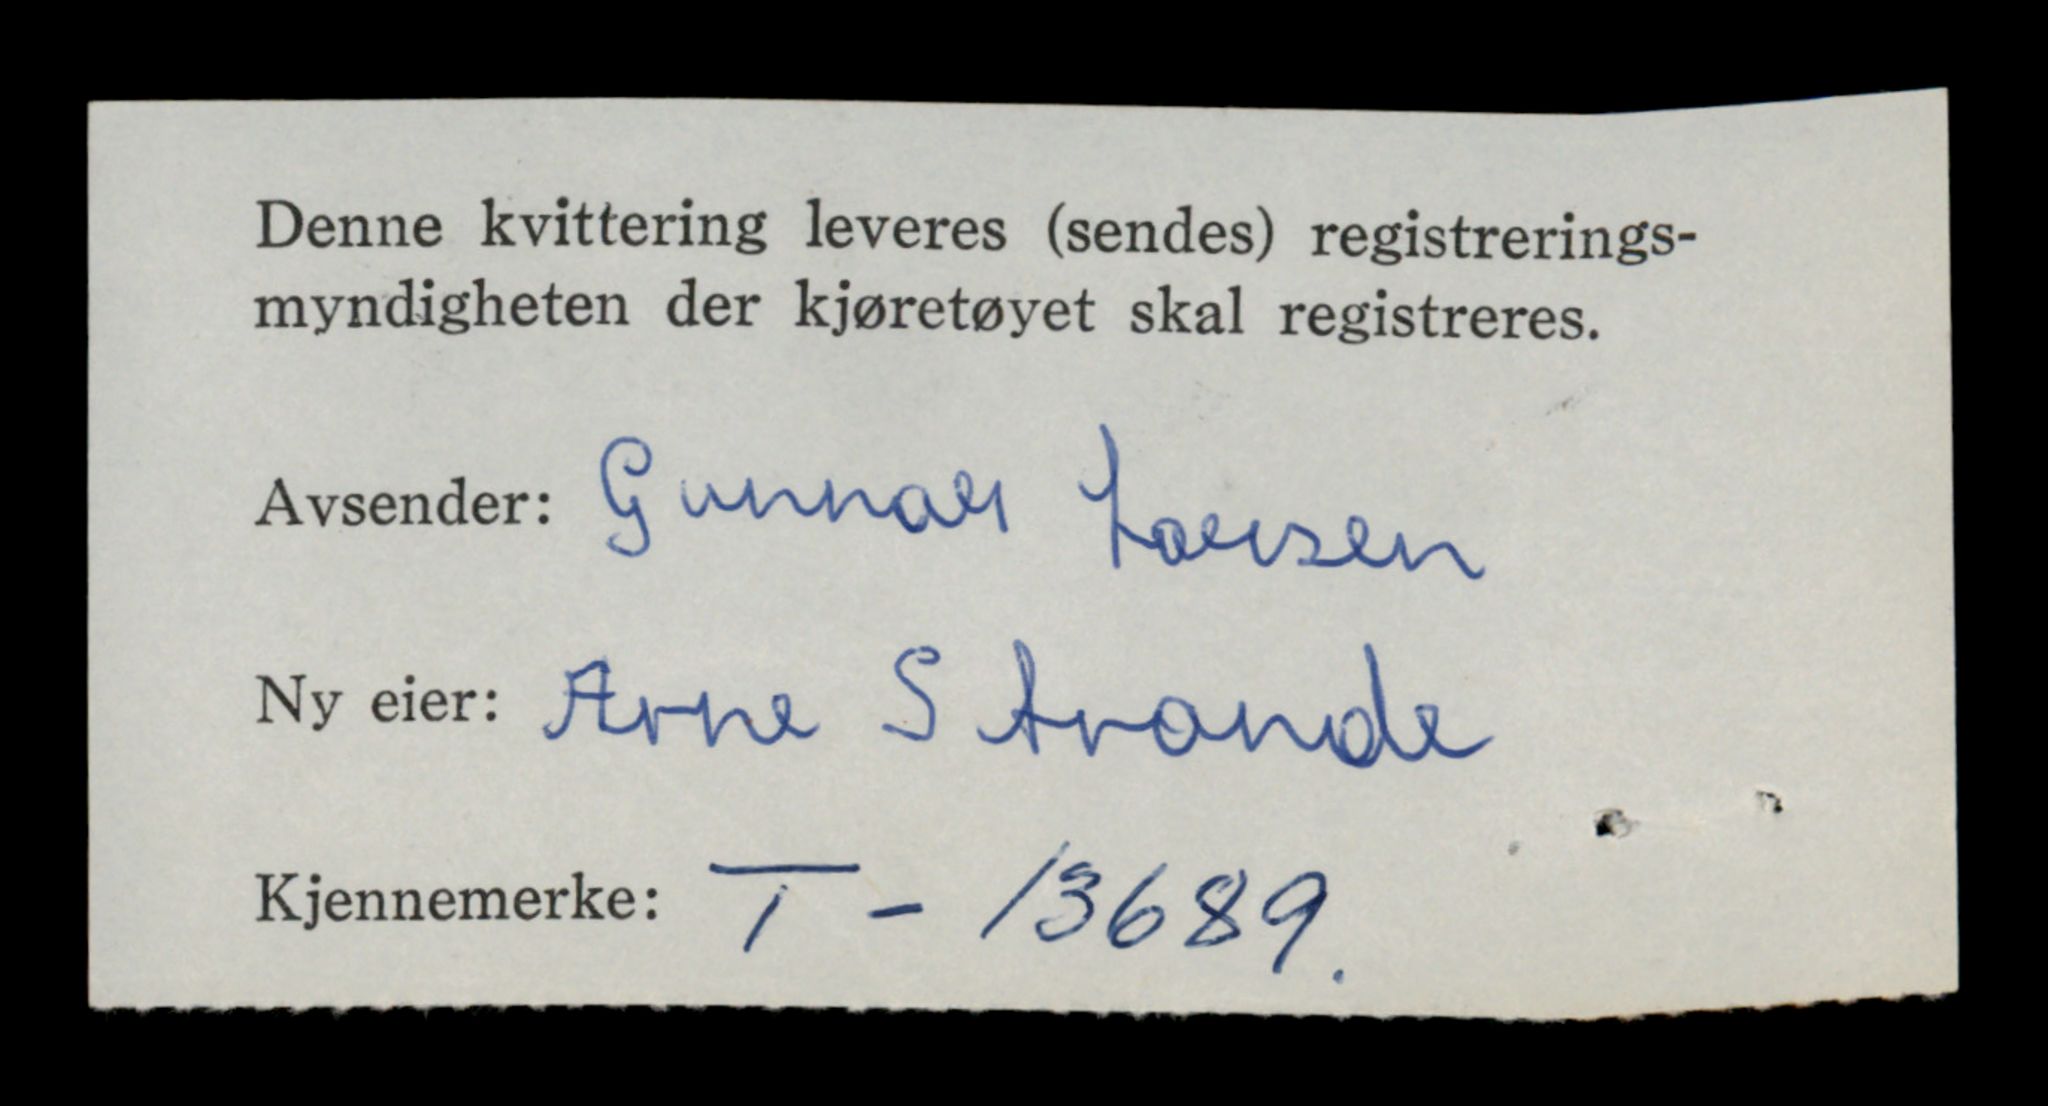 Denne kvittering leveres (sendes) registrerings-
myndigheten der kjøretøyet skal registreres.
Avsender: Gunnar Larsen
Ny eier: Arne Strande
Kjennemerke: T - 13689.